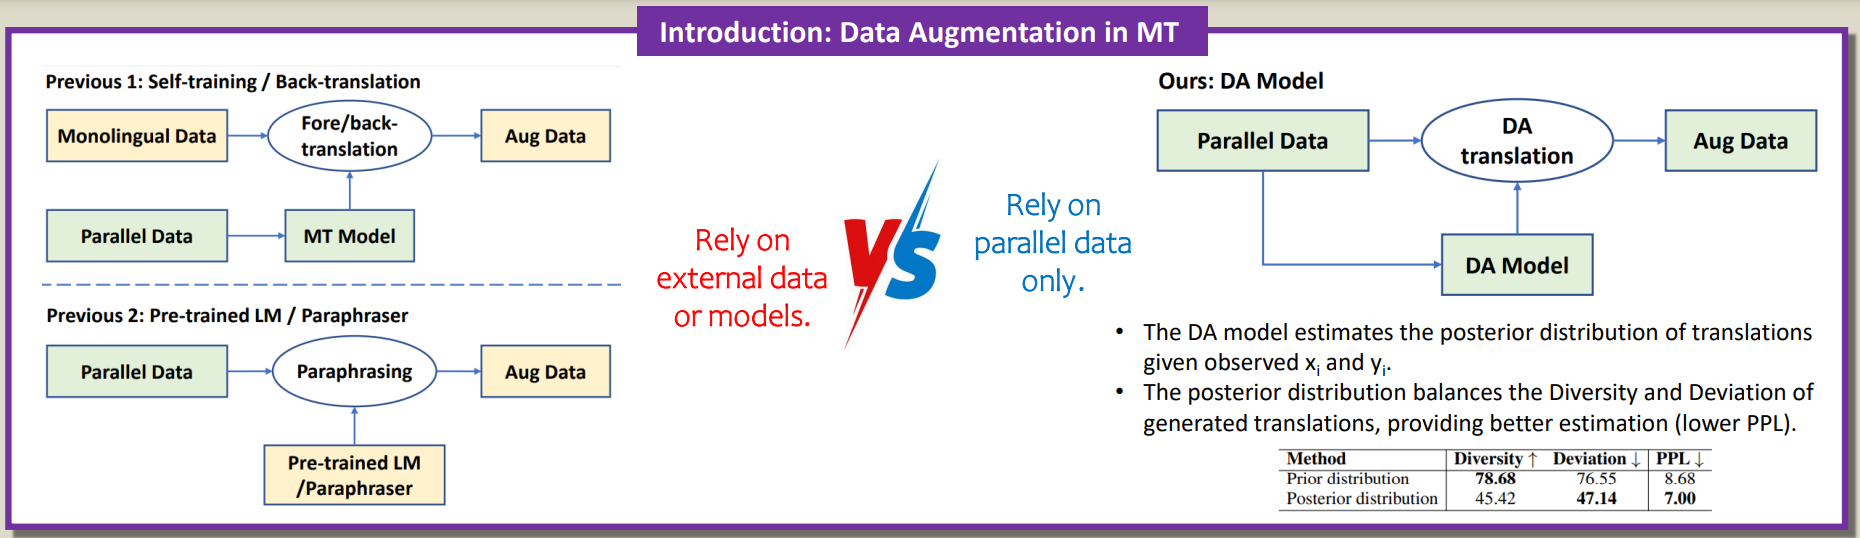 Introduction: Data Augmentation in MT
Previous 1: Self-training / Back-translation
Monolingual Data
Fore/back-
translation
Aug Data
Parallel Data
MT Model
Previous 2: Pre-trained LM / Paraphraser
Parallel Data
Paraphrasing
Aug Data
Pre-trained LM
/Paraphraser
Rely on
external data
or models.
VS
Rely on
parallel data
only.
Ours: DA Model
Parallel Data
DA
translation
Aug Data
DA Model
• The DA model estimates the posterior distribution of translations
given observed xi and yi.
• The posterior distribution balances the Diversity and Deviation of
generated translations, providing better estimation (lower PPL).
Method Diversity ↑ Deviation ↓ PPL ↓
Prior distribution 78.68 76.55 8.68
Posterior distribution 45.42 47.14 7.00